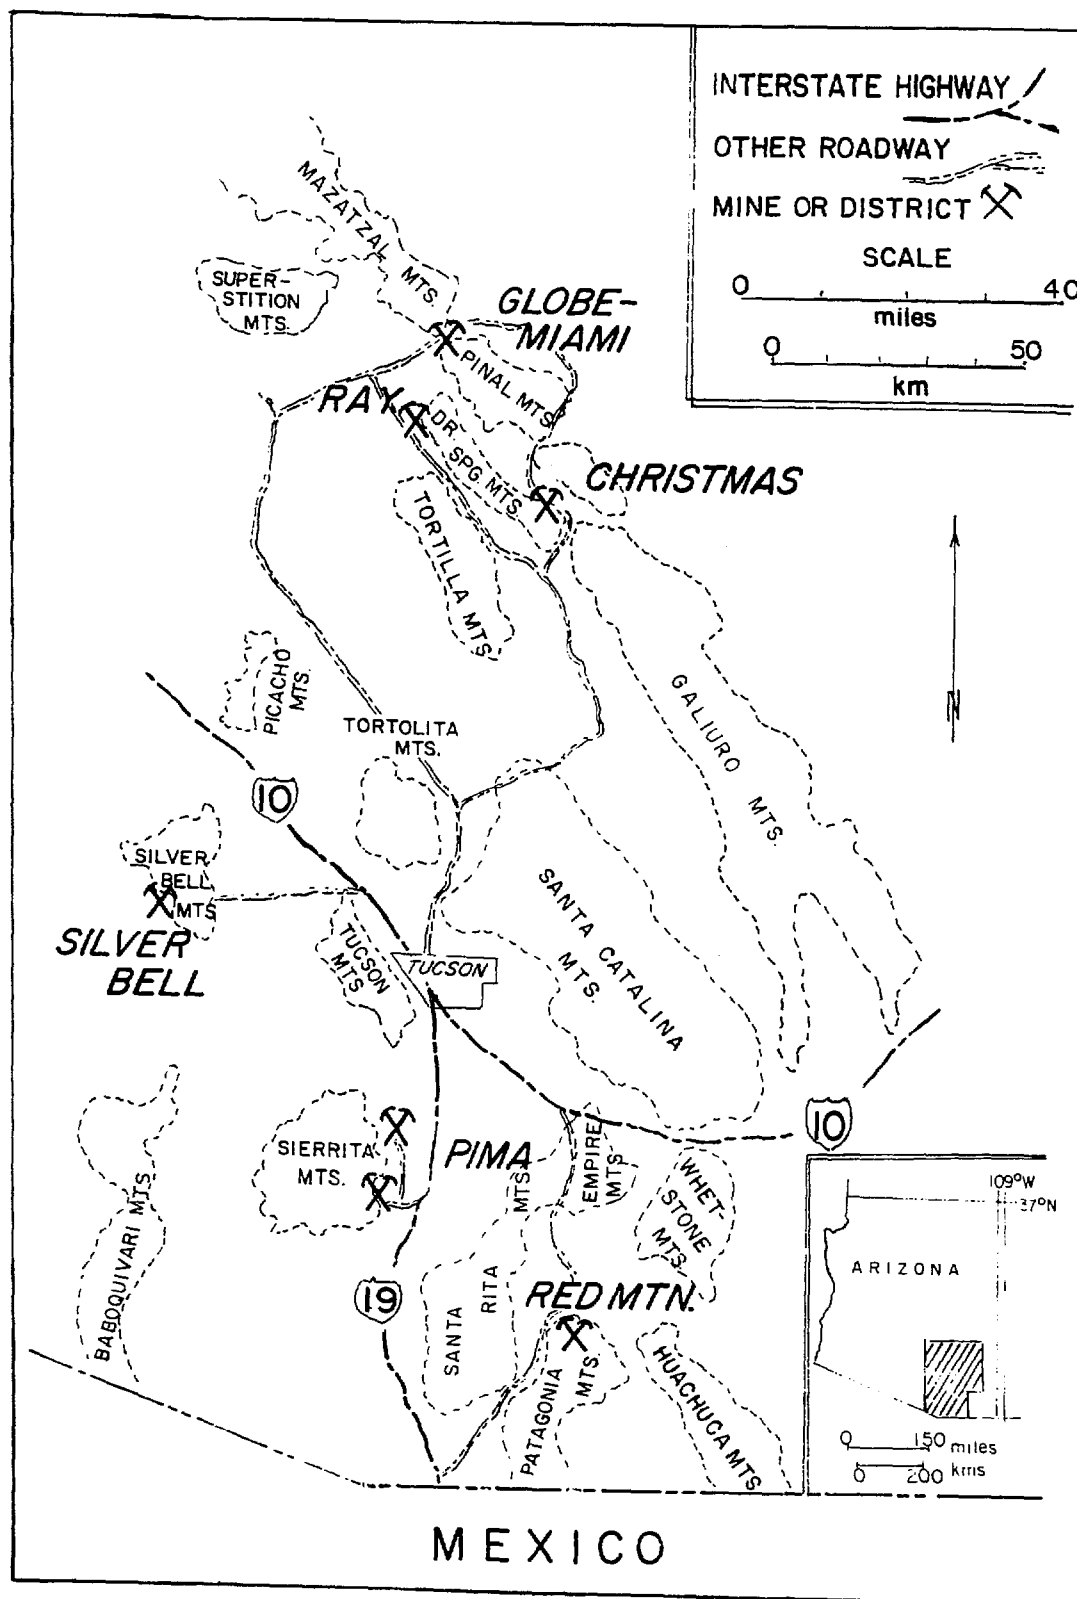 INTERSTATE HIGHWAY
OTHER ROADWAY
MINE OR DISTRICT
SCALE
0 40
miles
0 50
km
MAZATZAL MTS.
SUPER-
STITION
MTS.
GLOBE-
MIAMI
PINAL MTS.
RAY
DR. SPG. MTS.
CHRISTMAS
TORTILLA MTS.
N
PICACHO
MTS.
TORTOLITA
MTS.
GALIURO MTS.
10
SILVER
BELL
MTS
SILVER
BELL
TUCSON
MTS
TUCSON
SANTA CATALINA
MTS.
10
SIERRITA
MTS.
PIMA
EMPIRE
MTS
WHET-
STONE
MTS.
BABOQUIVARI MTS
19
SANTA RITA MTS.
RED MTN.
PATAGONIA MTS.
HUACHUCA MTS
109°W
37°N
ARIZONA
0 150 miles
0 200 kms
MEXICO